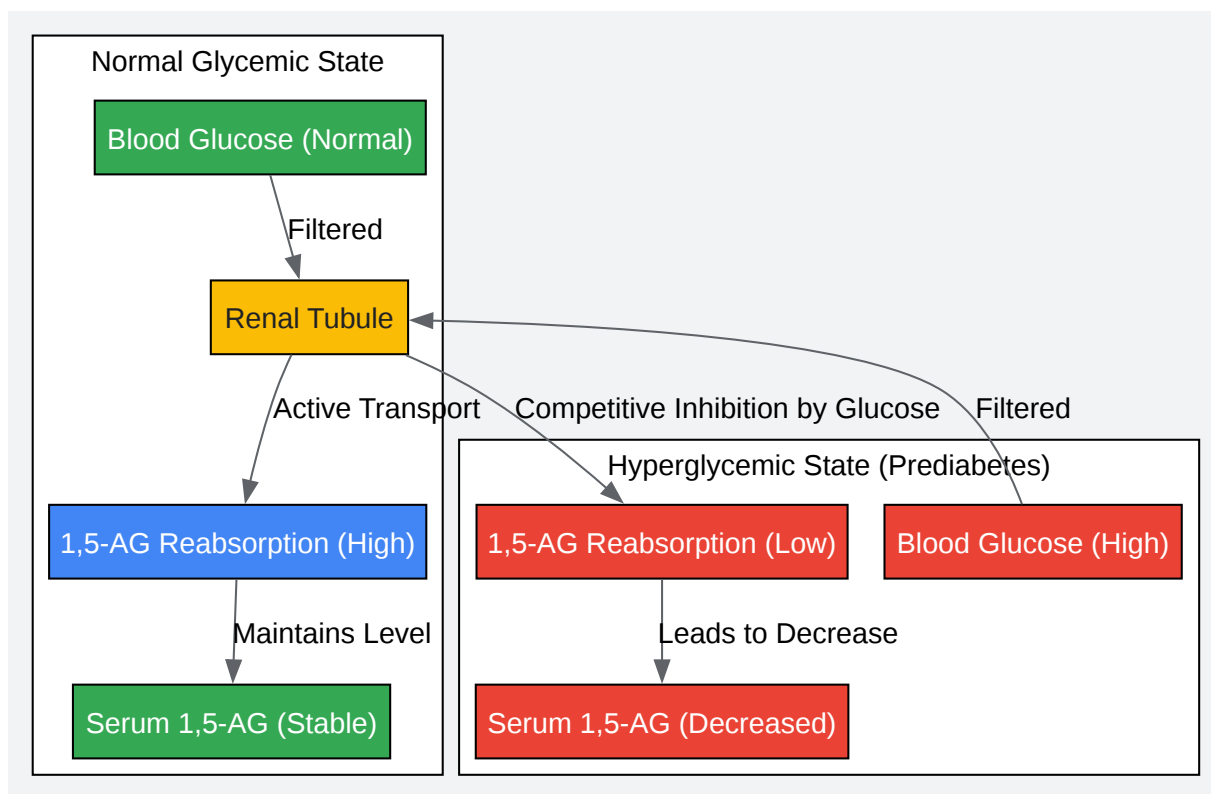 Normal Glycemic State
Blood Glucose (Normal)
Filtered
Renal Tubule
Active Transport
Competitive Inhibition by Glucose
Filtered
Hyperglycemic State (Prediabetes)
1,5-AG Reabsorption (High)
1,5-AG Reabsorption (Low)
Blood Glucose (High)
Maintains Level
Leads to Decrease
Serum 1,5-AG (Stable)
Serum 1,5-AG (Decreased)